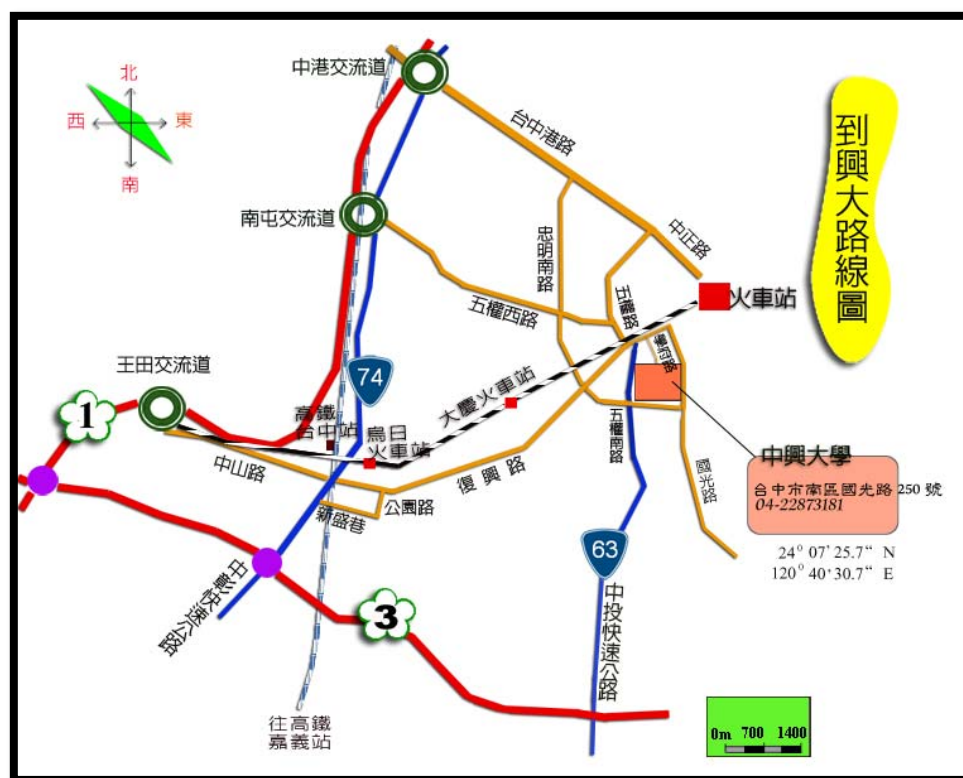 北
西
東
南
到興大路線圖
中港交流道
台中港路
南屯交流道
忠明南路
中正路
五權西路
五權路
火車站
王田交流道
74
大慶火車站
1
高鐵
台中站
烏日
火車站
五權南路
中山路
復興路
國光路
中興大學
台中市南區國光路 250 號
04-22873181
新盛巷
公園路
63
24° 07' 25.7“ N
120° 40' 30.7“ E
中彰快速公路
3
中投快速公路
往高鐵
嘉義站
0m 700 1400